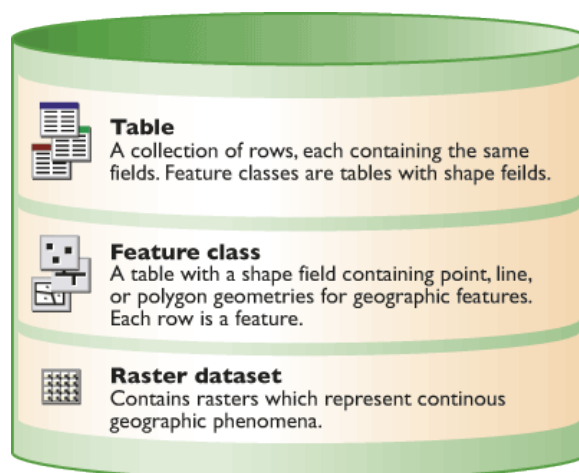 Table
A collection of rows, each containing the same
fields. Feature classes are tables with shape feilds.
Feature class
A table with a shape field containing point, line,
or polygon geometries for geographic features.
Each row is a feature.
Raster dataset
Contains rasters which represent continous
geographic phenomena.